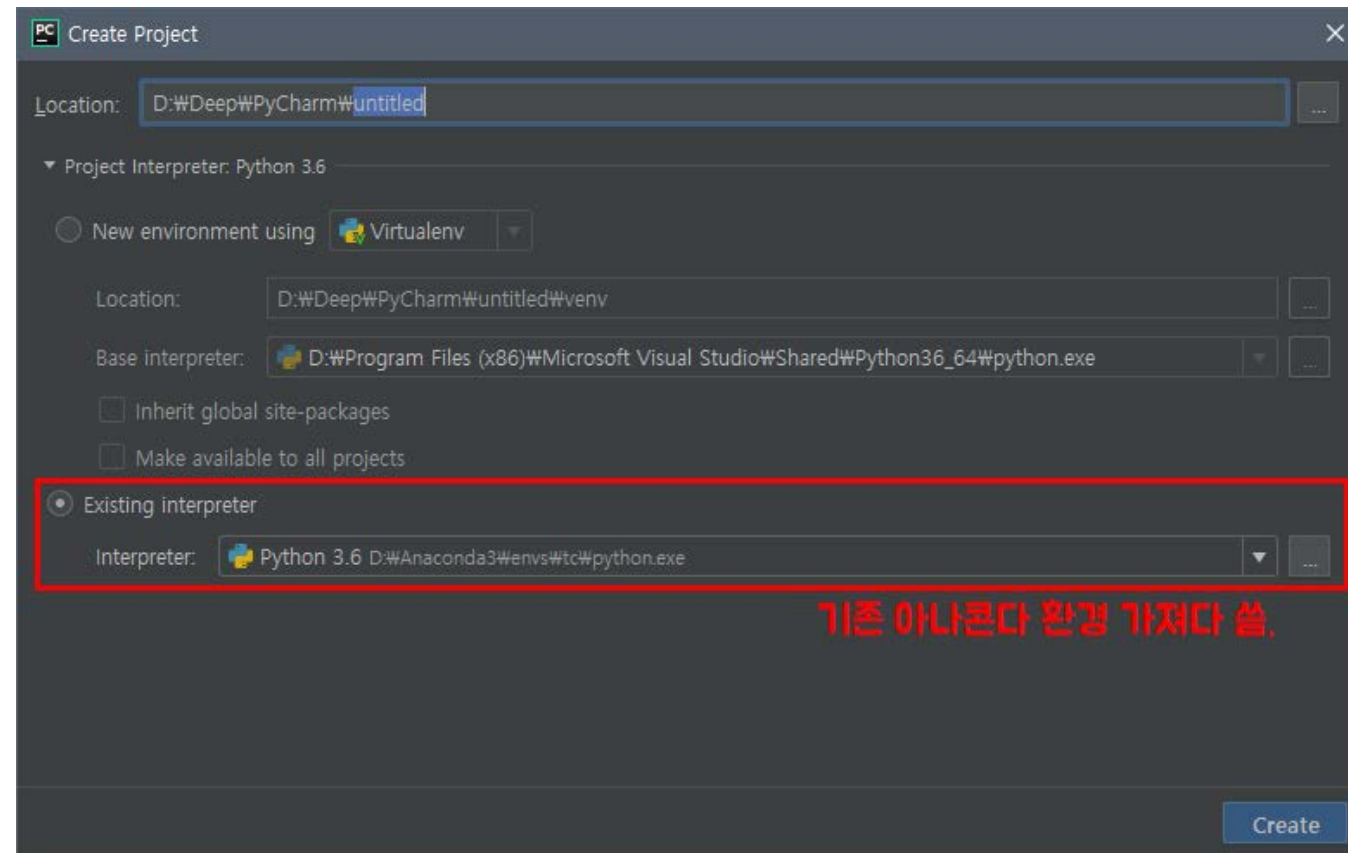 PC Create Project
Location: D:₩Deep₩PyCharm₩untitled ...
Project Interpreter: Python 3.6
New environment using Virtualenv
Location: D:₩Deep₩PyCharm₩untitled₩venv ...
Base interpreter: D:₩Program Files (x86)₩Microsoft Visual Studio₩Shared₩Python36_64₩python.exe ...
Inherit global site-packages
Make available to all projects
Existing interpreter
Interpreter: Python 3.6 D:₩Anaconda3₩envs₩tc₩python.exe ...
기존 아나콘다 환경 가져다 씀.
Create